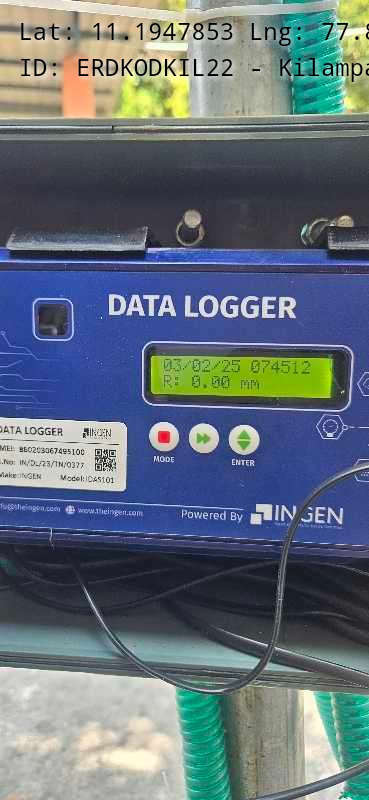 Lat: 11.1947853 Lng: 77.8
ID: ERDKODKIL22 - Kilampa
DATA LOGGER
03/02/25 074512
R: 0.00 mm
DATA LOGGER INGEN
MEI: 860203067495100
S.No: IN/DL/23/TN/0377
Make:INGEN Model:IDAS101
MODE
ENTER
www.theingen.com
Powered By INGEN